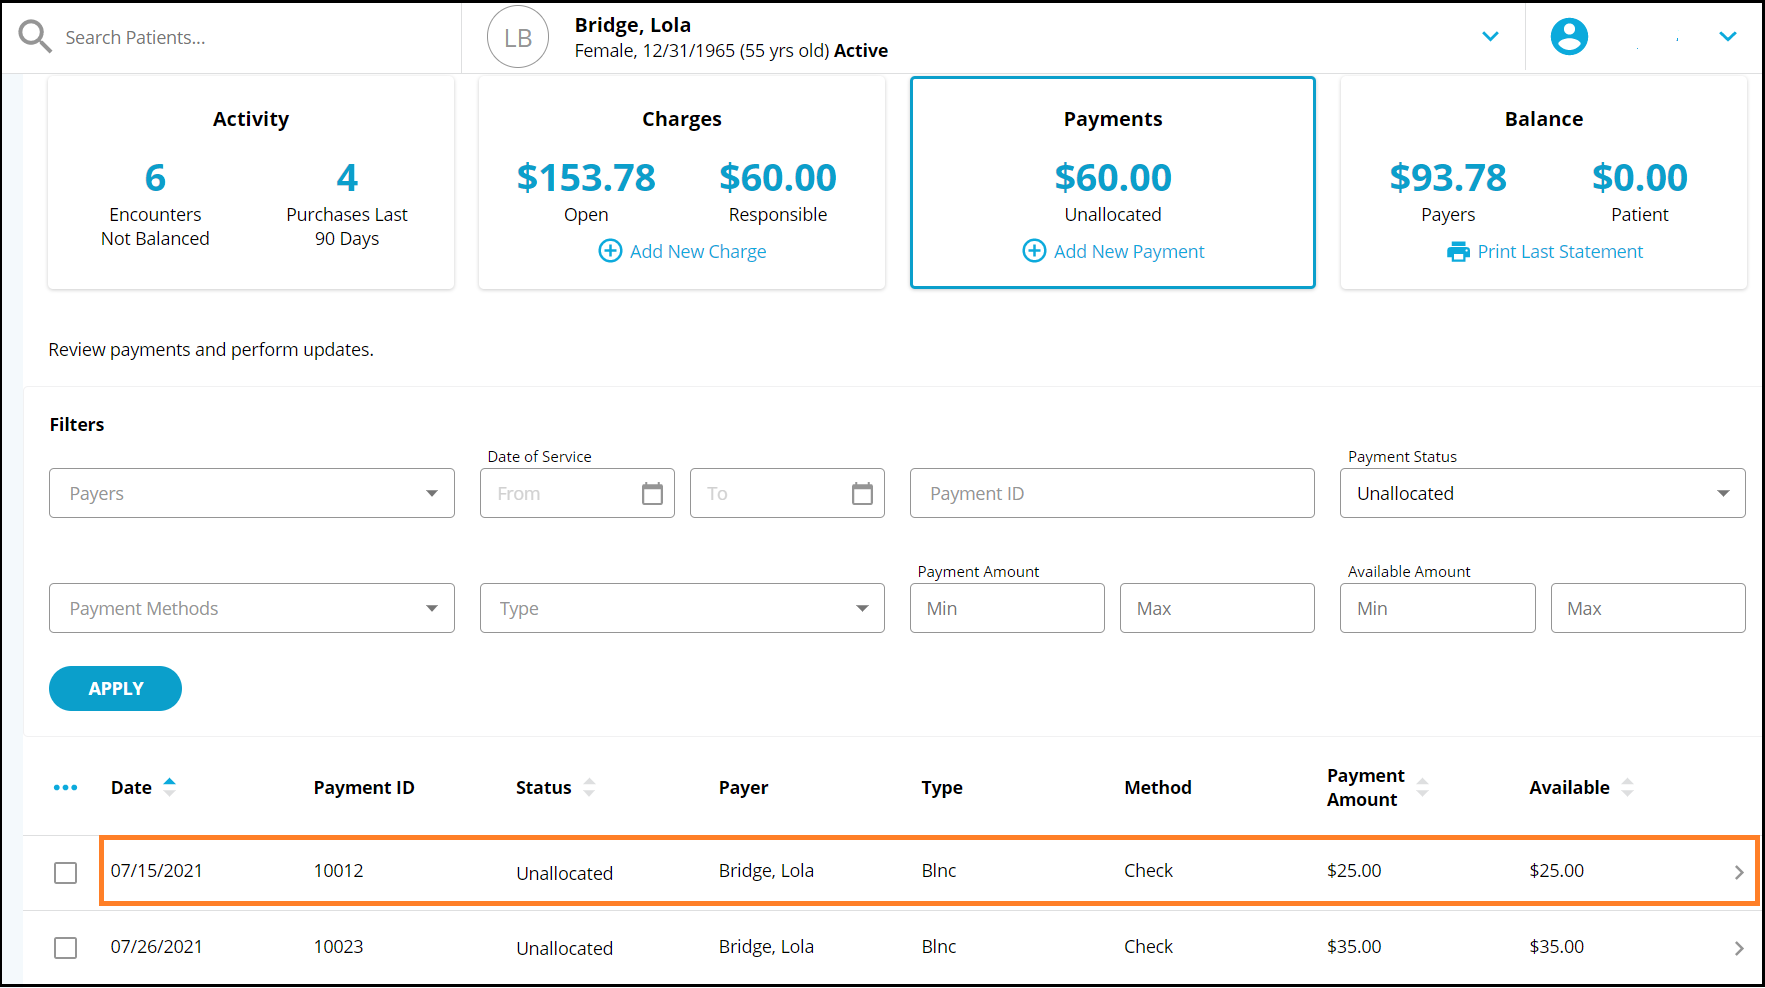 Search Patients...
LB
Bridge, Lola
Female, 12/31/1965 (55 yrs old) Active
Activity
6
Encounters
Not Balanced
4
Purchases Last
90 Days
Charges
$153.78
Open
$60.00
Responsible
Add New Charge
Payments
$60.00
Unallocated
Add New Payment
Balance
$93.78
Payers
$0.00
Patient
Print Last Statement
Review payments and perform updates.
Filters
Payers
Date of Service
From
To
Payment ID
Payment Status
Unallocated
Payment Methods
Type
Payment Amount
Min
Max
Available Amount
Min
Max
APPLY
Date Payment ID Status Payer Type Method Payment Amount Available
07/15/2021 10012 Unallocated Bridge, Lola Blnc Check $25.00 $25.00
07/26/2021 10023 Unallocated Bridge, Lola Blnc Check $35.00 $35.00